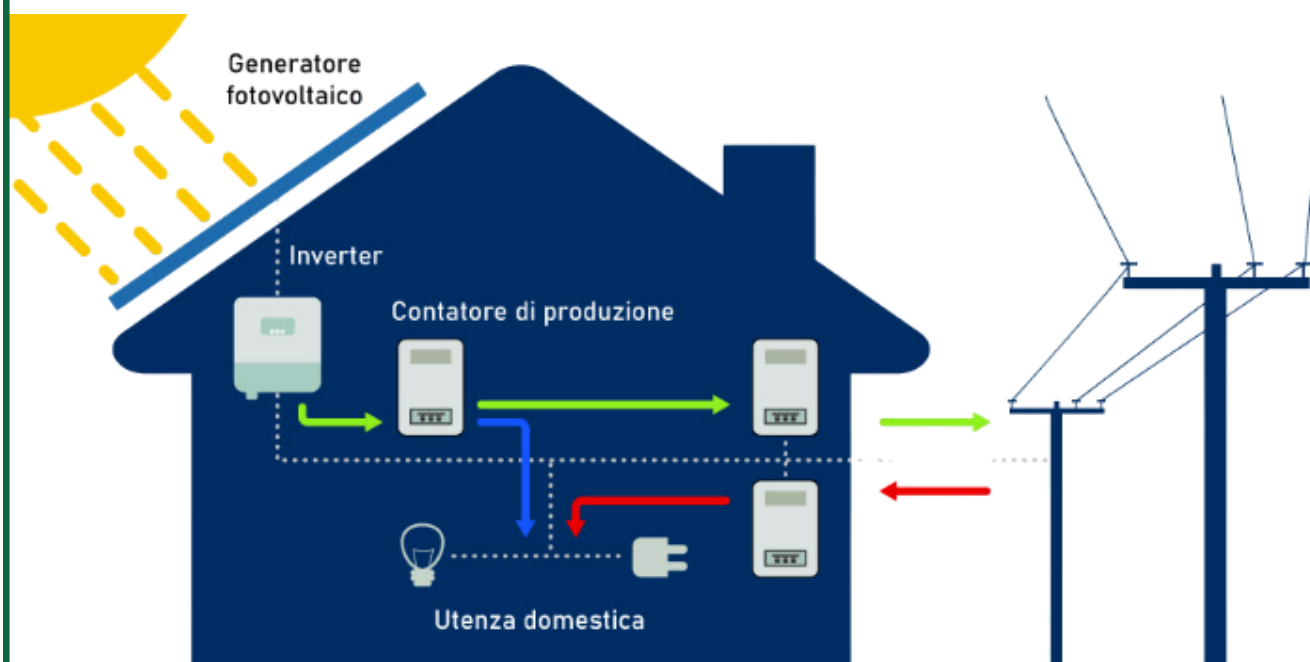 Generatore
fotovoltaico
Inverter
Contatore di produzione
Utenza domestica